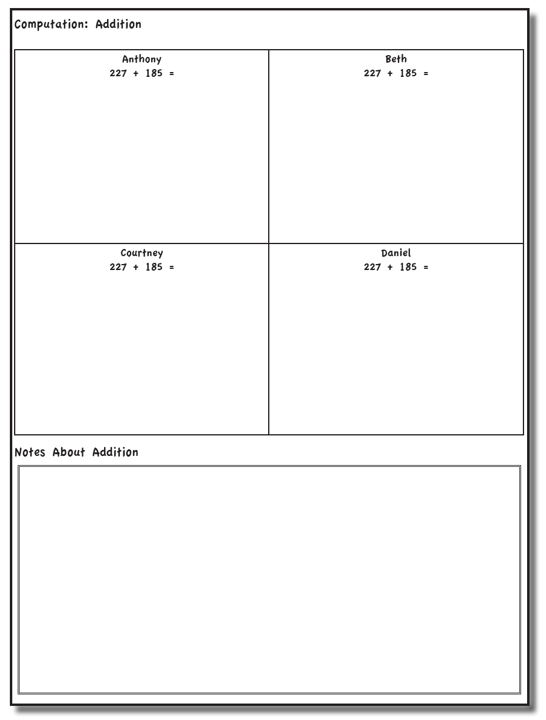 Computation: Addition
Anthony
227 + 185 =
Beth
227 + 185 =
Courtney
227 + 185 =
Daniel
227 + 185 =
Notes About Addition